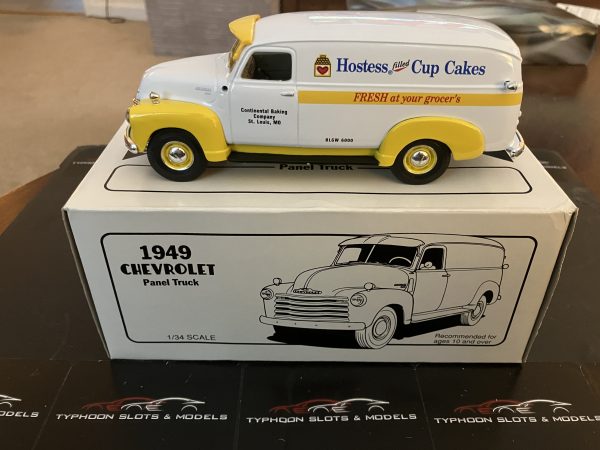 Hostess® filled Cup Cakes
FRESH at your grocer's
Continental Baking
Company
St. Louis, MO
GLGW 6000
Panel Truck
1949
CHEVROLET
Panel Truck
1/34 SCALE
Recommended for
ages 10 and over
TYPHOON SLOTS & MODELS
TYPHOON SLOTS & MODELS
TYPHOON SLOTS & MODELS